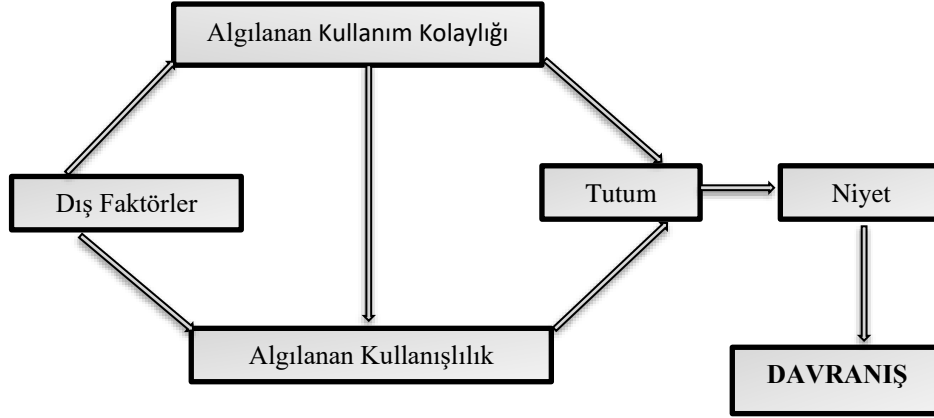 Algılanan Kullanım Kolaylığı
Dış Faktörler
Tutum
Niyet
Algılanan Kullanışlılık
DAVRANIŞ